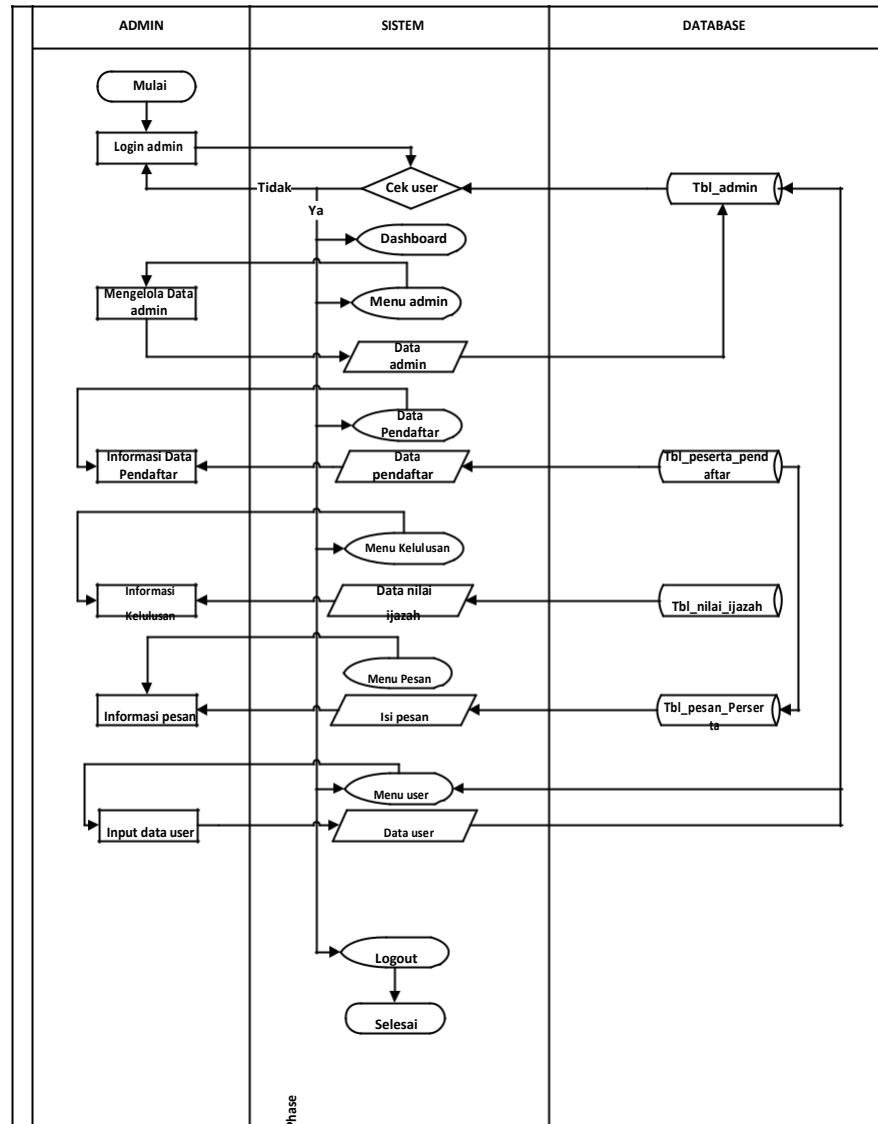 ADMIN
SISTEM
DATABASE
Mulai
Login admin
Tidak
Cek user
Tbl_admin
Ya
Dashboard
Mengelola Data
admin
Menu admin
Data
admin
Data
Pendaftar
Informasi Data
Pendaftar
Data
pendaftar
Tbl_peserta_pend
aftar
Menu Kelulusan
Informasi
Kelulusan
Data nilai
ijazah
Tbl_nilai_ijazah
Menu Pesan
Informasi pesan
Isi pesan
Tbl_pesan_Perser
ta
Menu user
Input data user
Data user
Logout
Selesai
Phase